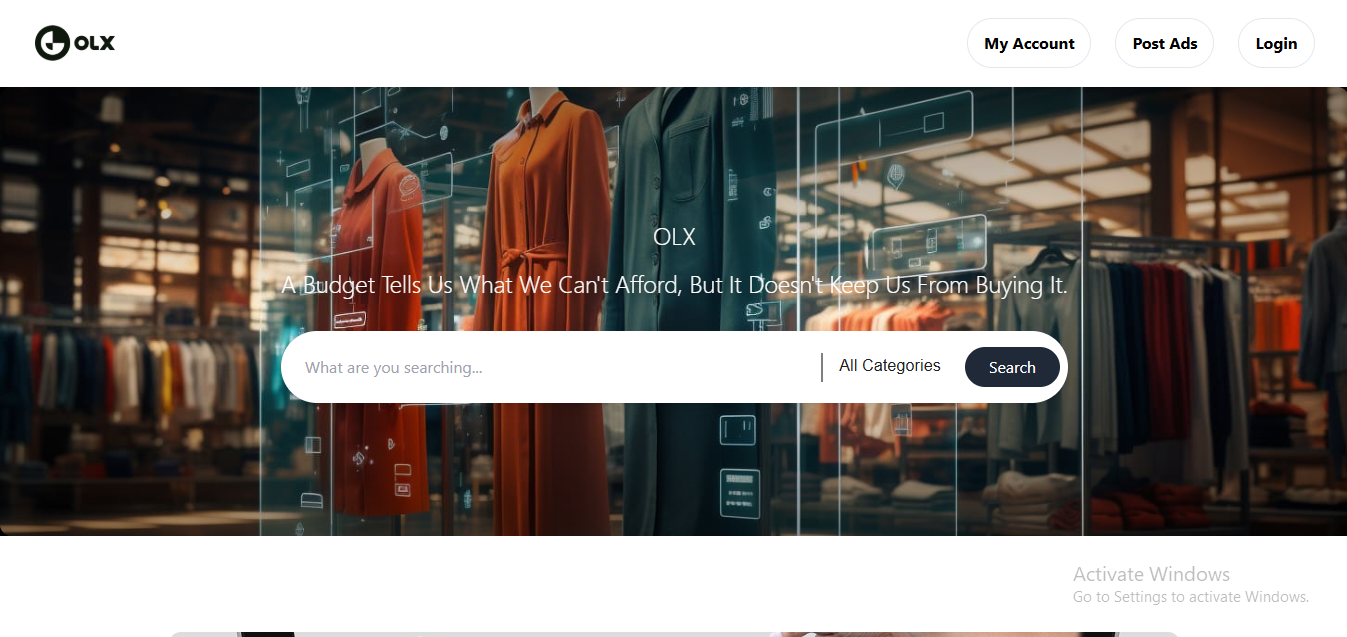 OLX
My Account
Post Ads
Login
OLX
A Budget Tells Us What We Can't Afford, But It Doesn't Keep Us From Buying It.
What are you searching...
All Categories
Search
Activate Windows
Go to Settings to activate Windows.